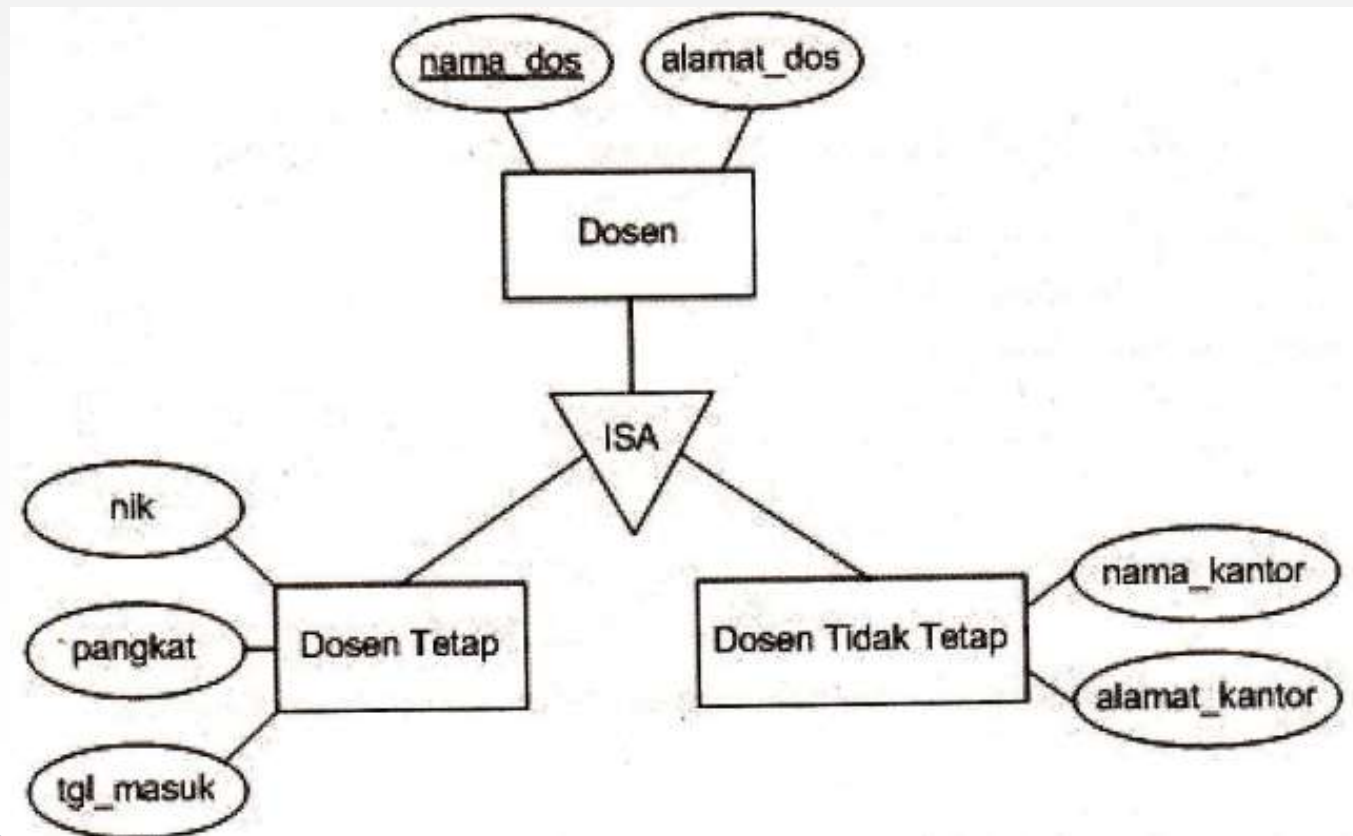 nama_dos
alamat_dos
Dosen
ISA
nik
pangkat
tgl_masuk
Dosen Tetap
Dosen Tidak Tetap
nama_kantor
alamat_kantor